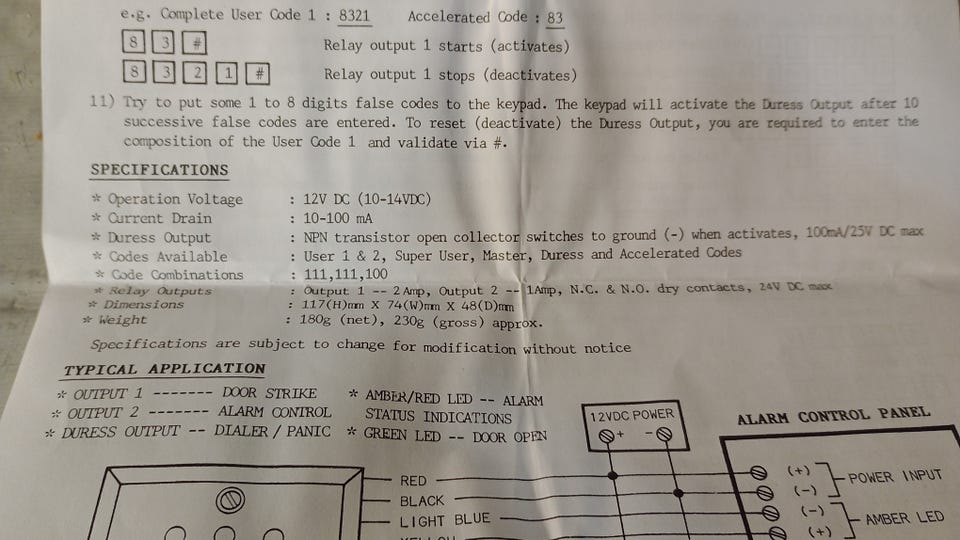 e.g. Complete User Code 1 : 8321 Accelerated Code : 83
8 3 # Relay output 1 starts (activates)
8 3 2 1 # Relay output 1 stops (deactivates)
11) Try to put some 1 to 8 digits false codes to the keypad. The keypad will activate the Duress Output after 10
successive false codes are entered. To reset (deactivate) the Duress Output, you are required to enter the
composition of the User Code 1 and validate via #.
SPECIFICATIONS
* Operation Voltage : 12V DC (10-14VDC)
* Current Drain : 10-100 mA
* Duress Output : NPN transistor open collector switches to ground (-) when activates, 100mA/25V DC max
* Codes Available : User 1 & 2, Super User, Master, Duress and Accelerated Codes
* Code Combinations : 111,111,100
* Relay Outputs : Output 1 -- 2Amp, Output 2 -- 1Amp, N.C. & N.O. dry contacts, 24V DC max
* Dimensions : 117(H)mm X 74(W)mm X 48(D)mm
* Weight : 180g (net), 230g (gross) approx.
Specifications are subject to change for modification without notice
TYPICAL APPLICATION
* OUTPUT 1 ------- DOOR STRIKE * AMBER/RED LED -- ALARM
* OUTPUT 2 ------- ALARM CONTROL STATUS INDICATIONS
* DURESS OUTPUT -- DIALER / PANIC * GREEN LED -- DOOR OPEN
12VDC POWER
+ -
ALARM CONTROL PANEL
RED (+) POWER INPUT
BLACK (-)
LIGHT BLUE (-) AMBER LED
YELLOW (+)